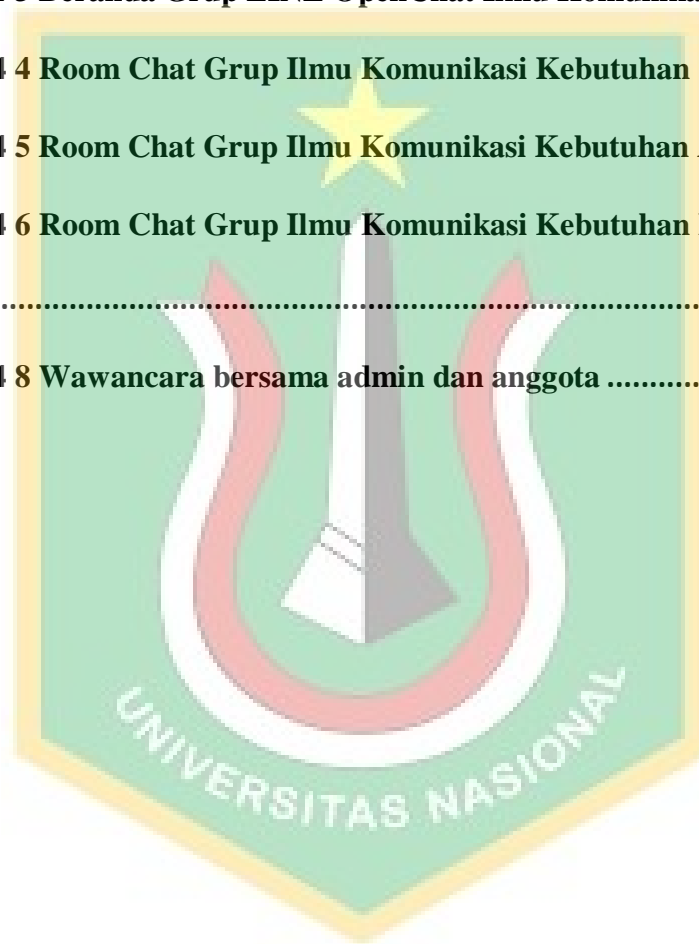 4 4 Room Chat Grup Ilmu Komunikasi Kebutuhan
4 5 Room Chat Grup Ilmu Komunikasi Kebutuhan
4 6 Room Chat Grup Ilmu Komunikasi Kebutuhan
........................................................................................
4 8 Wawancara bersama admin dan anggota ............
UNIVERSITAS NASIONAL